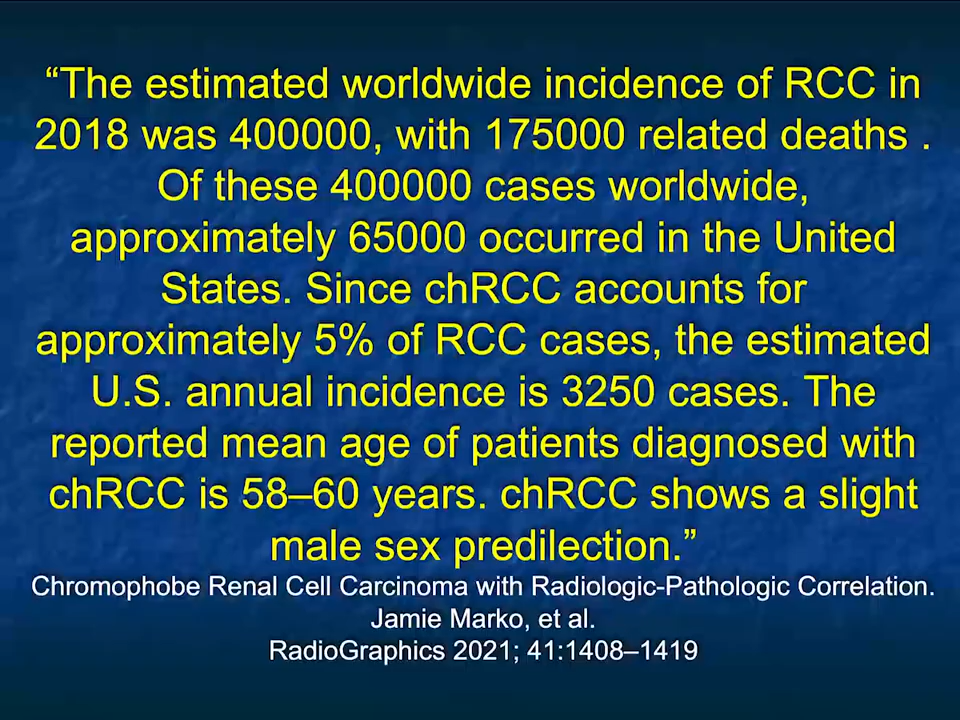 “The estimated worldwide incidence of RCC in
2018 was 400000, with 175000 related deaths .
Of these 400000 cases worldwide,
approximately 65000 occurred in the United
States. Since chRCC accounts for
approximately 5% of RCC cases, the estimated
U.S. annual incidence is 3250 cases. The
reported mean age of patients diagnosed with
chRCC is 58–60 years. chRCC shows a slight
male sex predilection.”
Chromophobe Renal Cell Carcinoma with Radiologic-Pathologic Correlation.
Jamie Marko, et al.
RadioGraphics 2021; 41:1408–1419